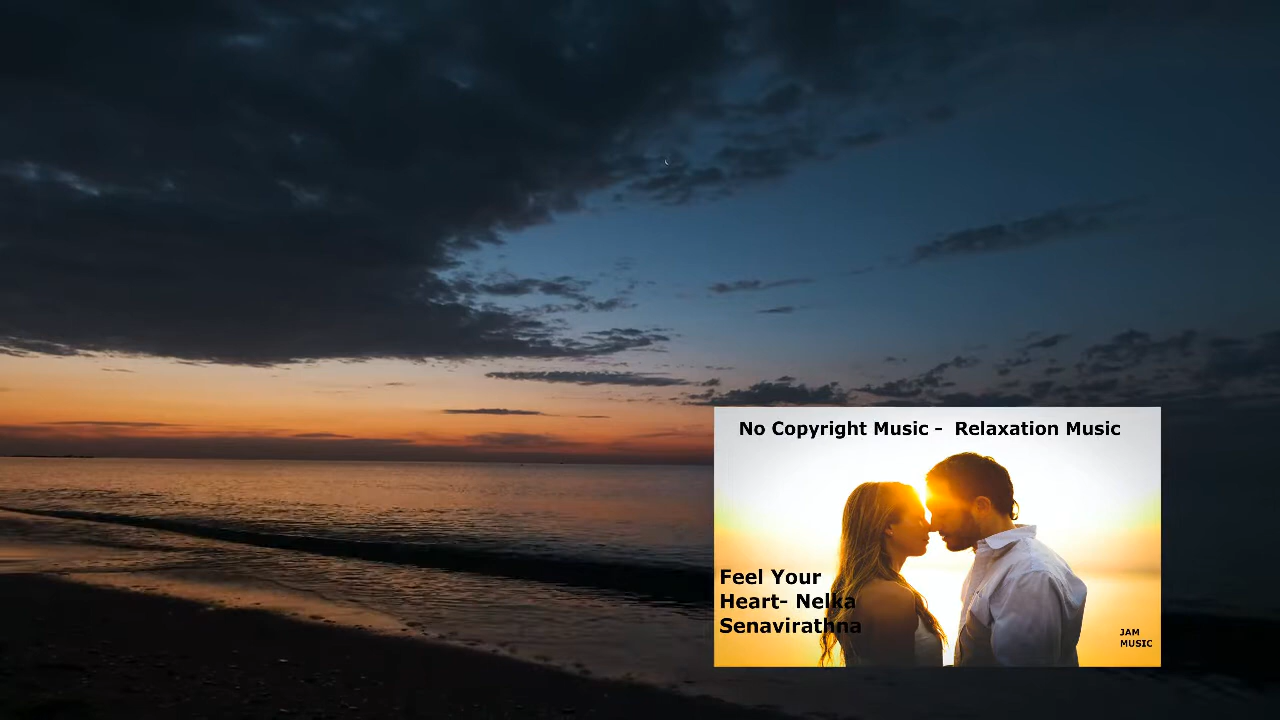 No Copyright Music -  Relaxation Music
Feel Your
Heart- Nelka
Senavirathna
JAM
MUSIC